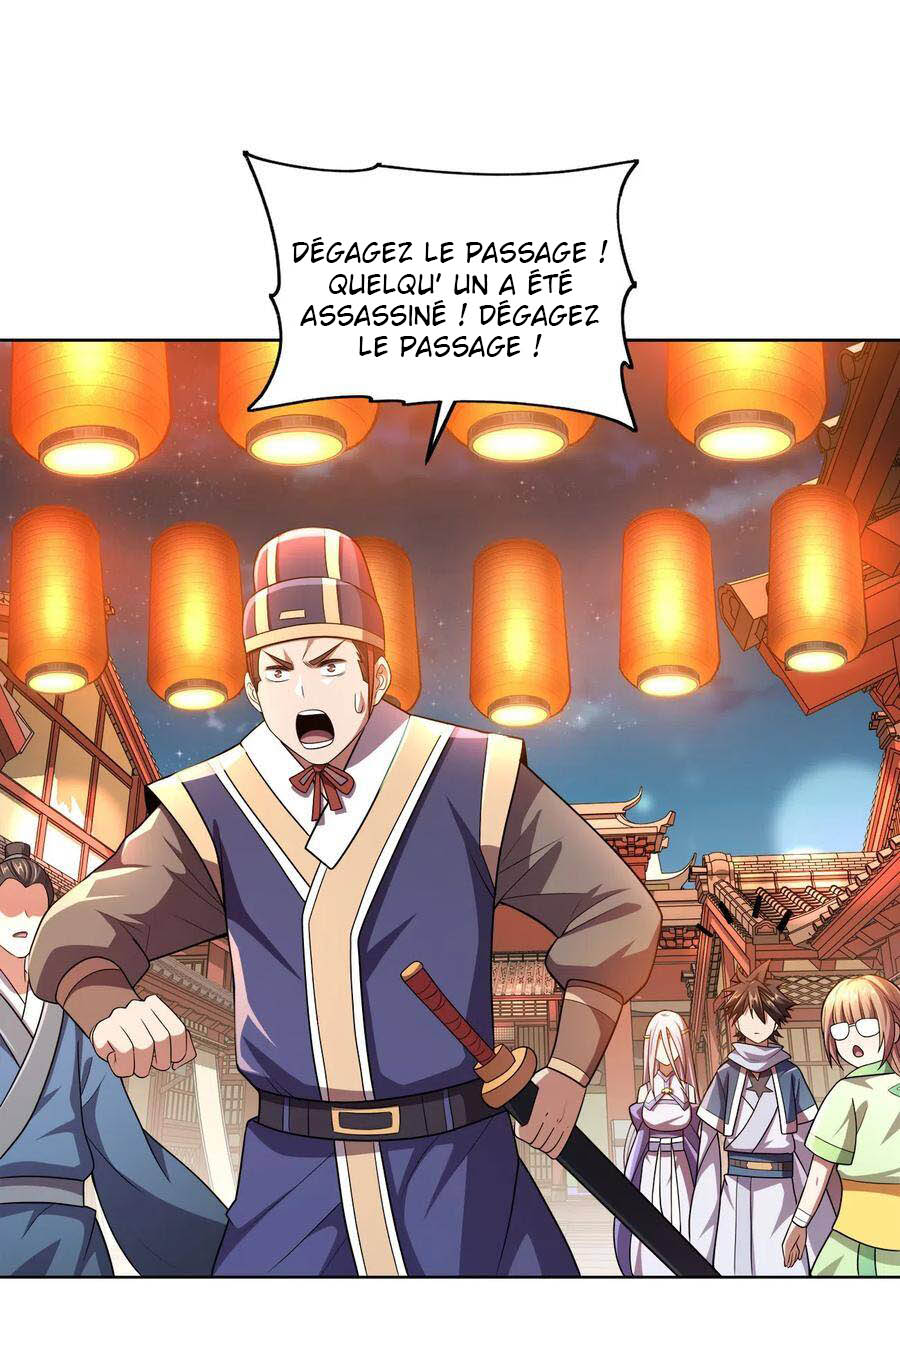 DÉGAGEZ LE PASSAGE !
QUELQU' UN A ÉTÉ
ASSASSINÉ ! DÉGAGEZ
LE PASSAGE !